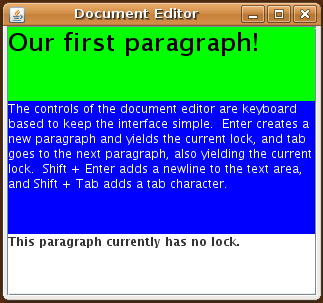 Document Editor
Our first paragraph!
The controls of the document editor are keyboard
based to keep the interface simple.  Enter creates a
new paragraph and yields the current lock, and tab
goes to the next paragraph, also yielding the current
lock.  Shift + Enter adds a newline to the text area,
and Shift + Tab adds a tab character.
This paragraph currently has no lock.